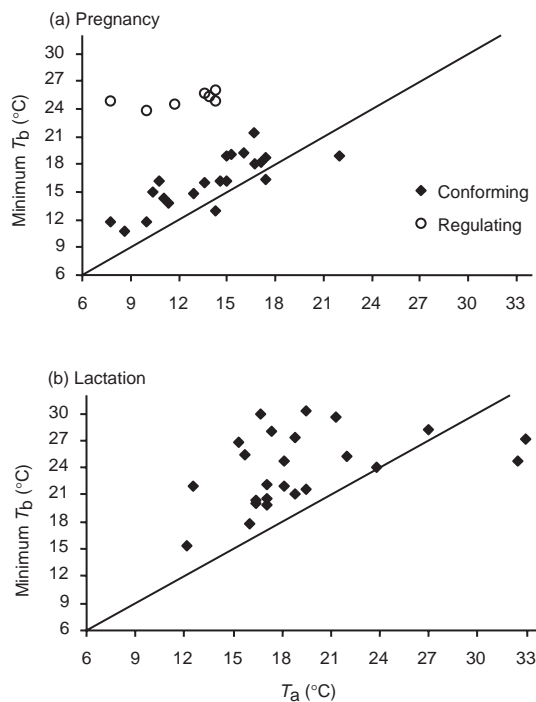 (a) Pregnancy
33
30
27
24
21
18
15
12
9
6
Minimum Tb (°C)
Conforming
Regulating
6 9 12 15 18 21 24 27 30 33
(b) Lactation
33
30
27
24
21
18
15
12
9
6
Minimum Tb (°C)
6 9 12 15 18 21 24 27 30 33
Ta (°C)